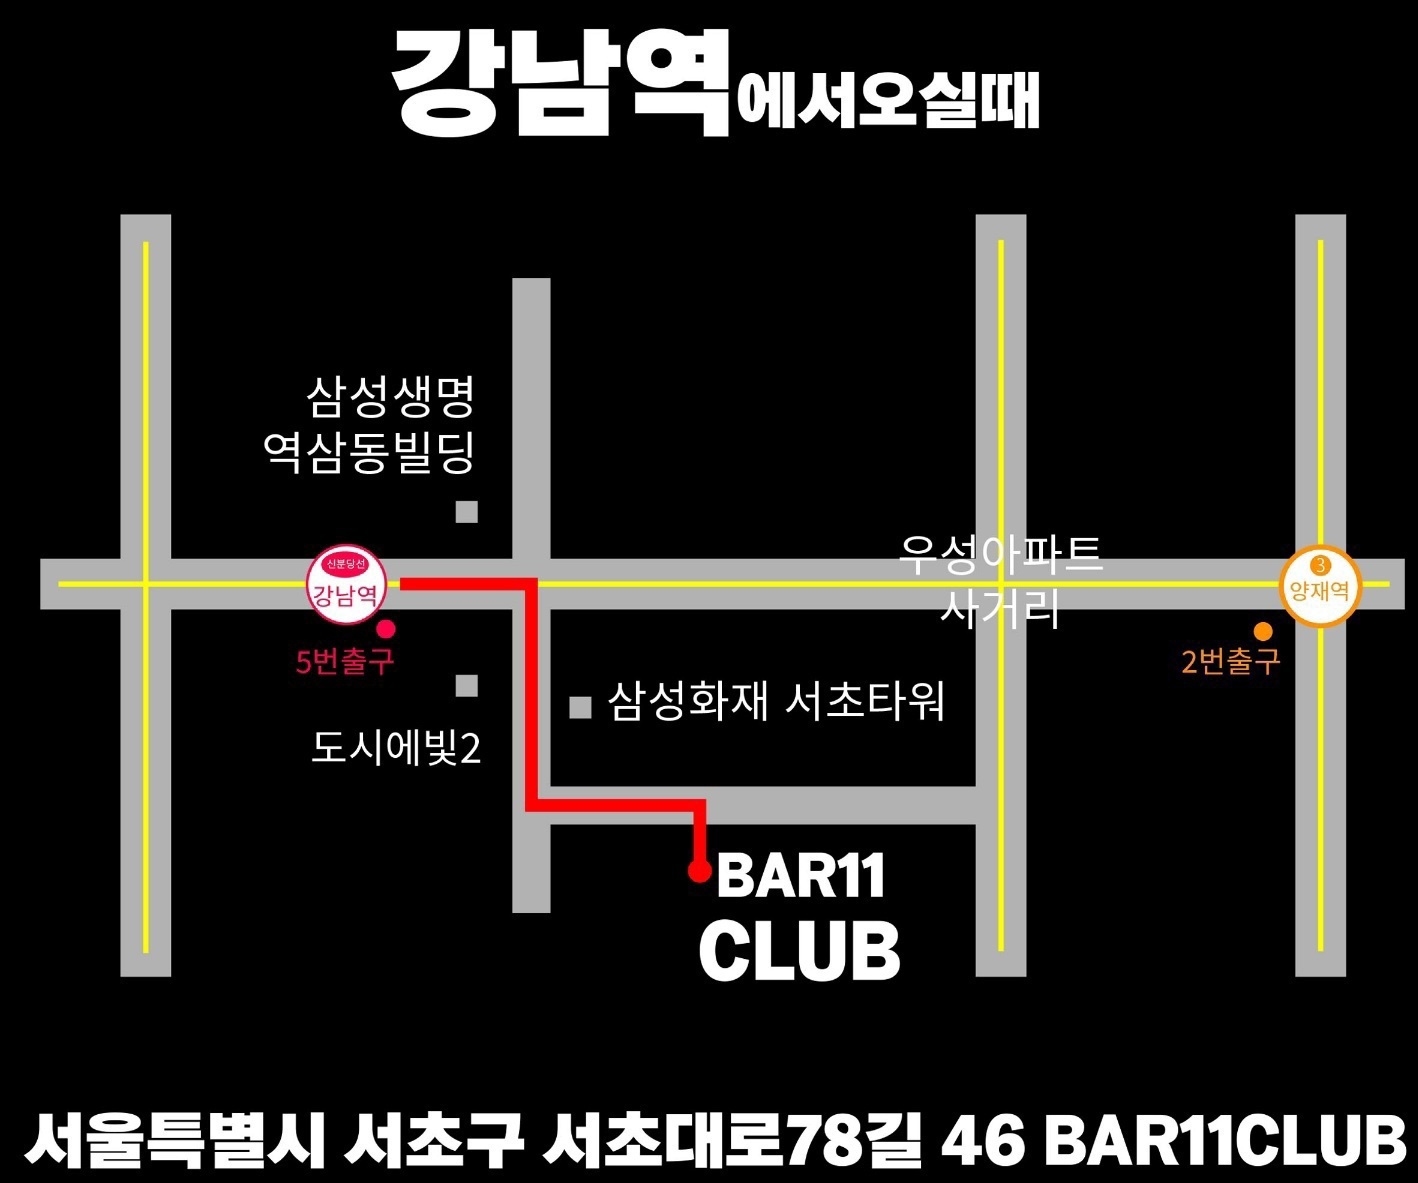 강남역에서오실때
삼성생명
역삼동빌딩
신분당선
강남역
5번출구
우성아파트
사거리
3
양재역
2번출구
삼성화재 서초타워
도시에빛2
BAR11
CLUB
서울특별시 서초구 서초대로78길 46 BAR11CLUB